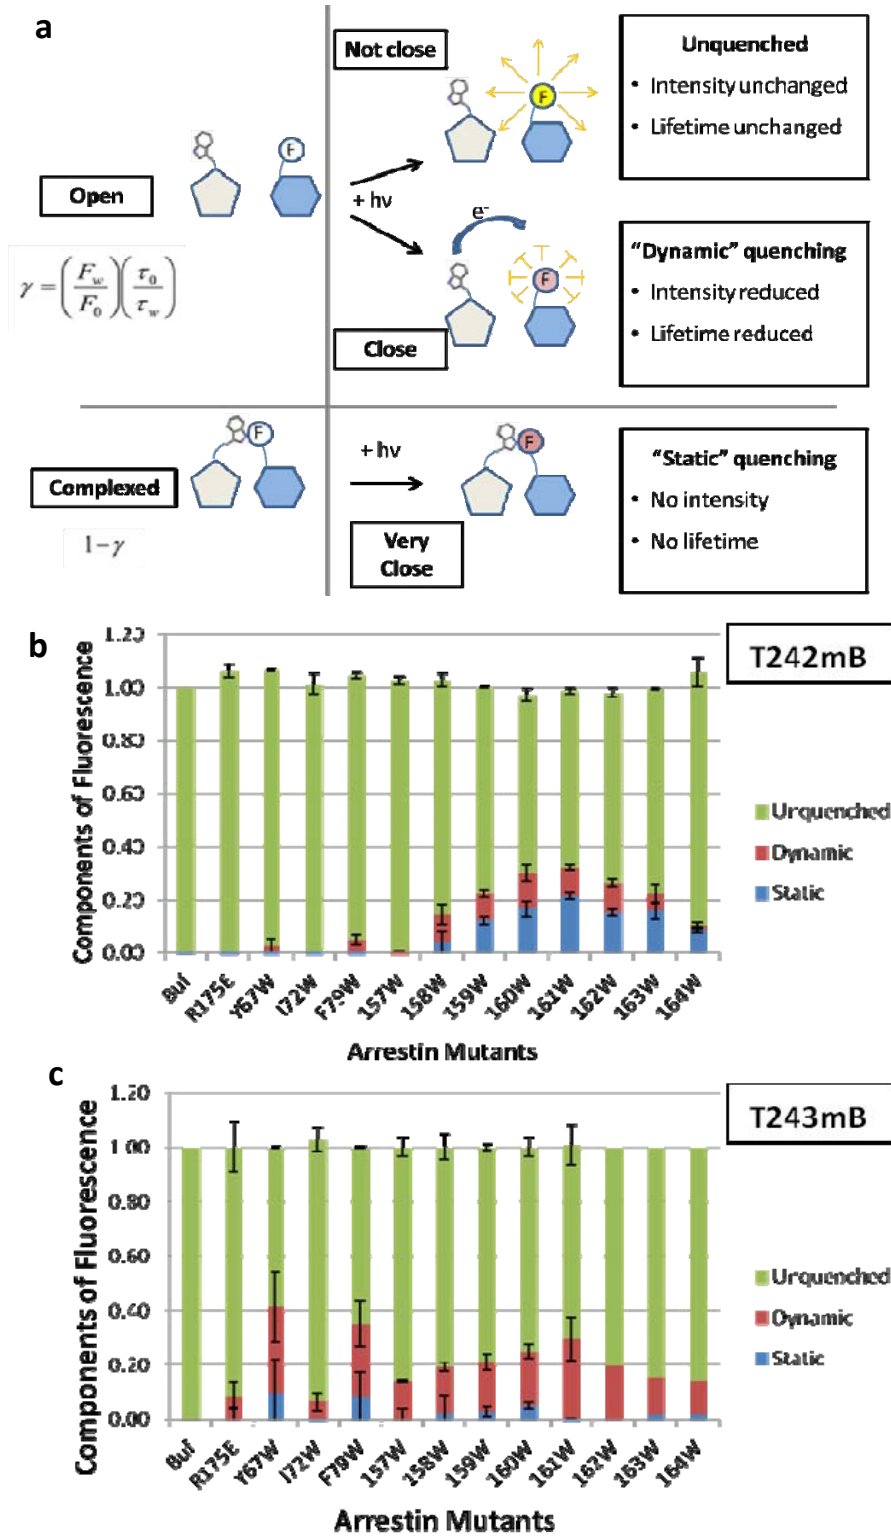 a
Not close
Unquenched
• Intensity unchanged
• Lifetime unchanged
F
F
Open
+ hν
e-
"Dynamic" quenching
• Intensity reduced
• Lifetime reduced
γ = (Fw/F0)(τ0/τw)
F
Close
F
F
+ hν
"Static" quenching
• No intensity
• No lifetime
Complexed
1−γ
Very
Close
b
T242mB
Components of Fluorescence
1.20
1.00
0.80
0.60
0.40
0.20
0.00
Unquenched
Dynamic
Static
Buf
R175E
Y67W
I72W
F79W
157W
158W
159W
160W
161W
162W
163W
164W
Arrestin Mutants
c
T243mB
Components of Fluorescence
1.20
1.00
0.80
0.60
0.40
0.20
0.00
Unquenched
Dynamic
Static
Buf
R175E
Y67W
I72W
F79W
157W
158W
159W
160W
161W
162W
163W
164W
Arrestin Mutants